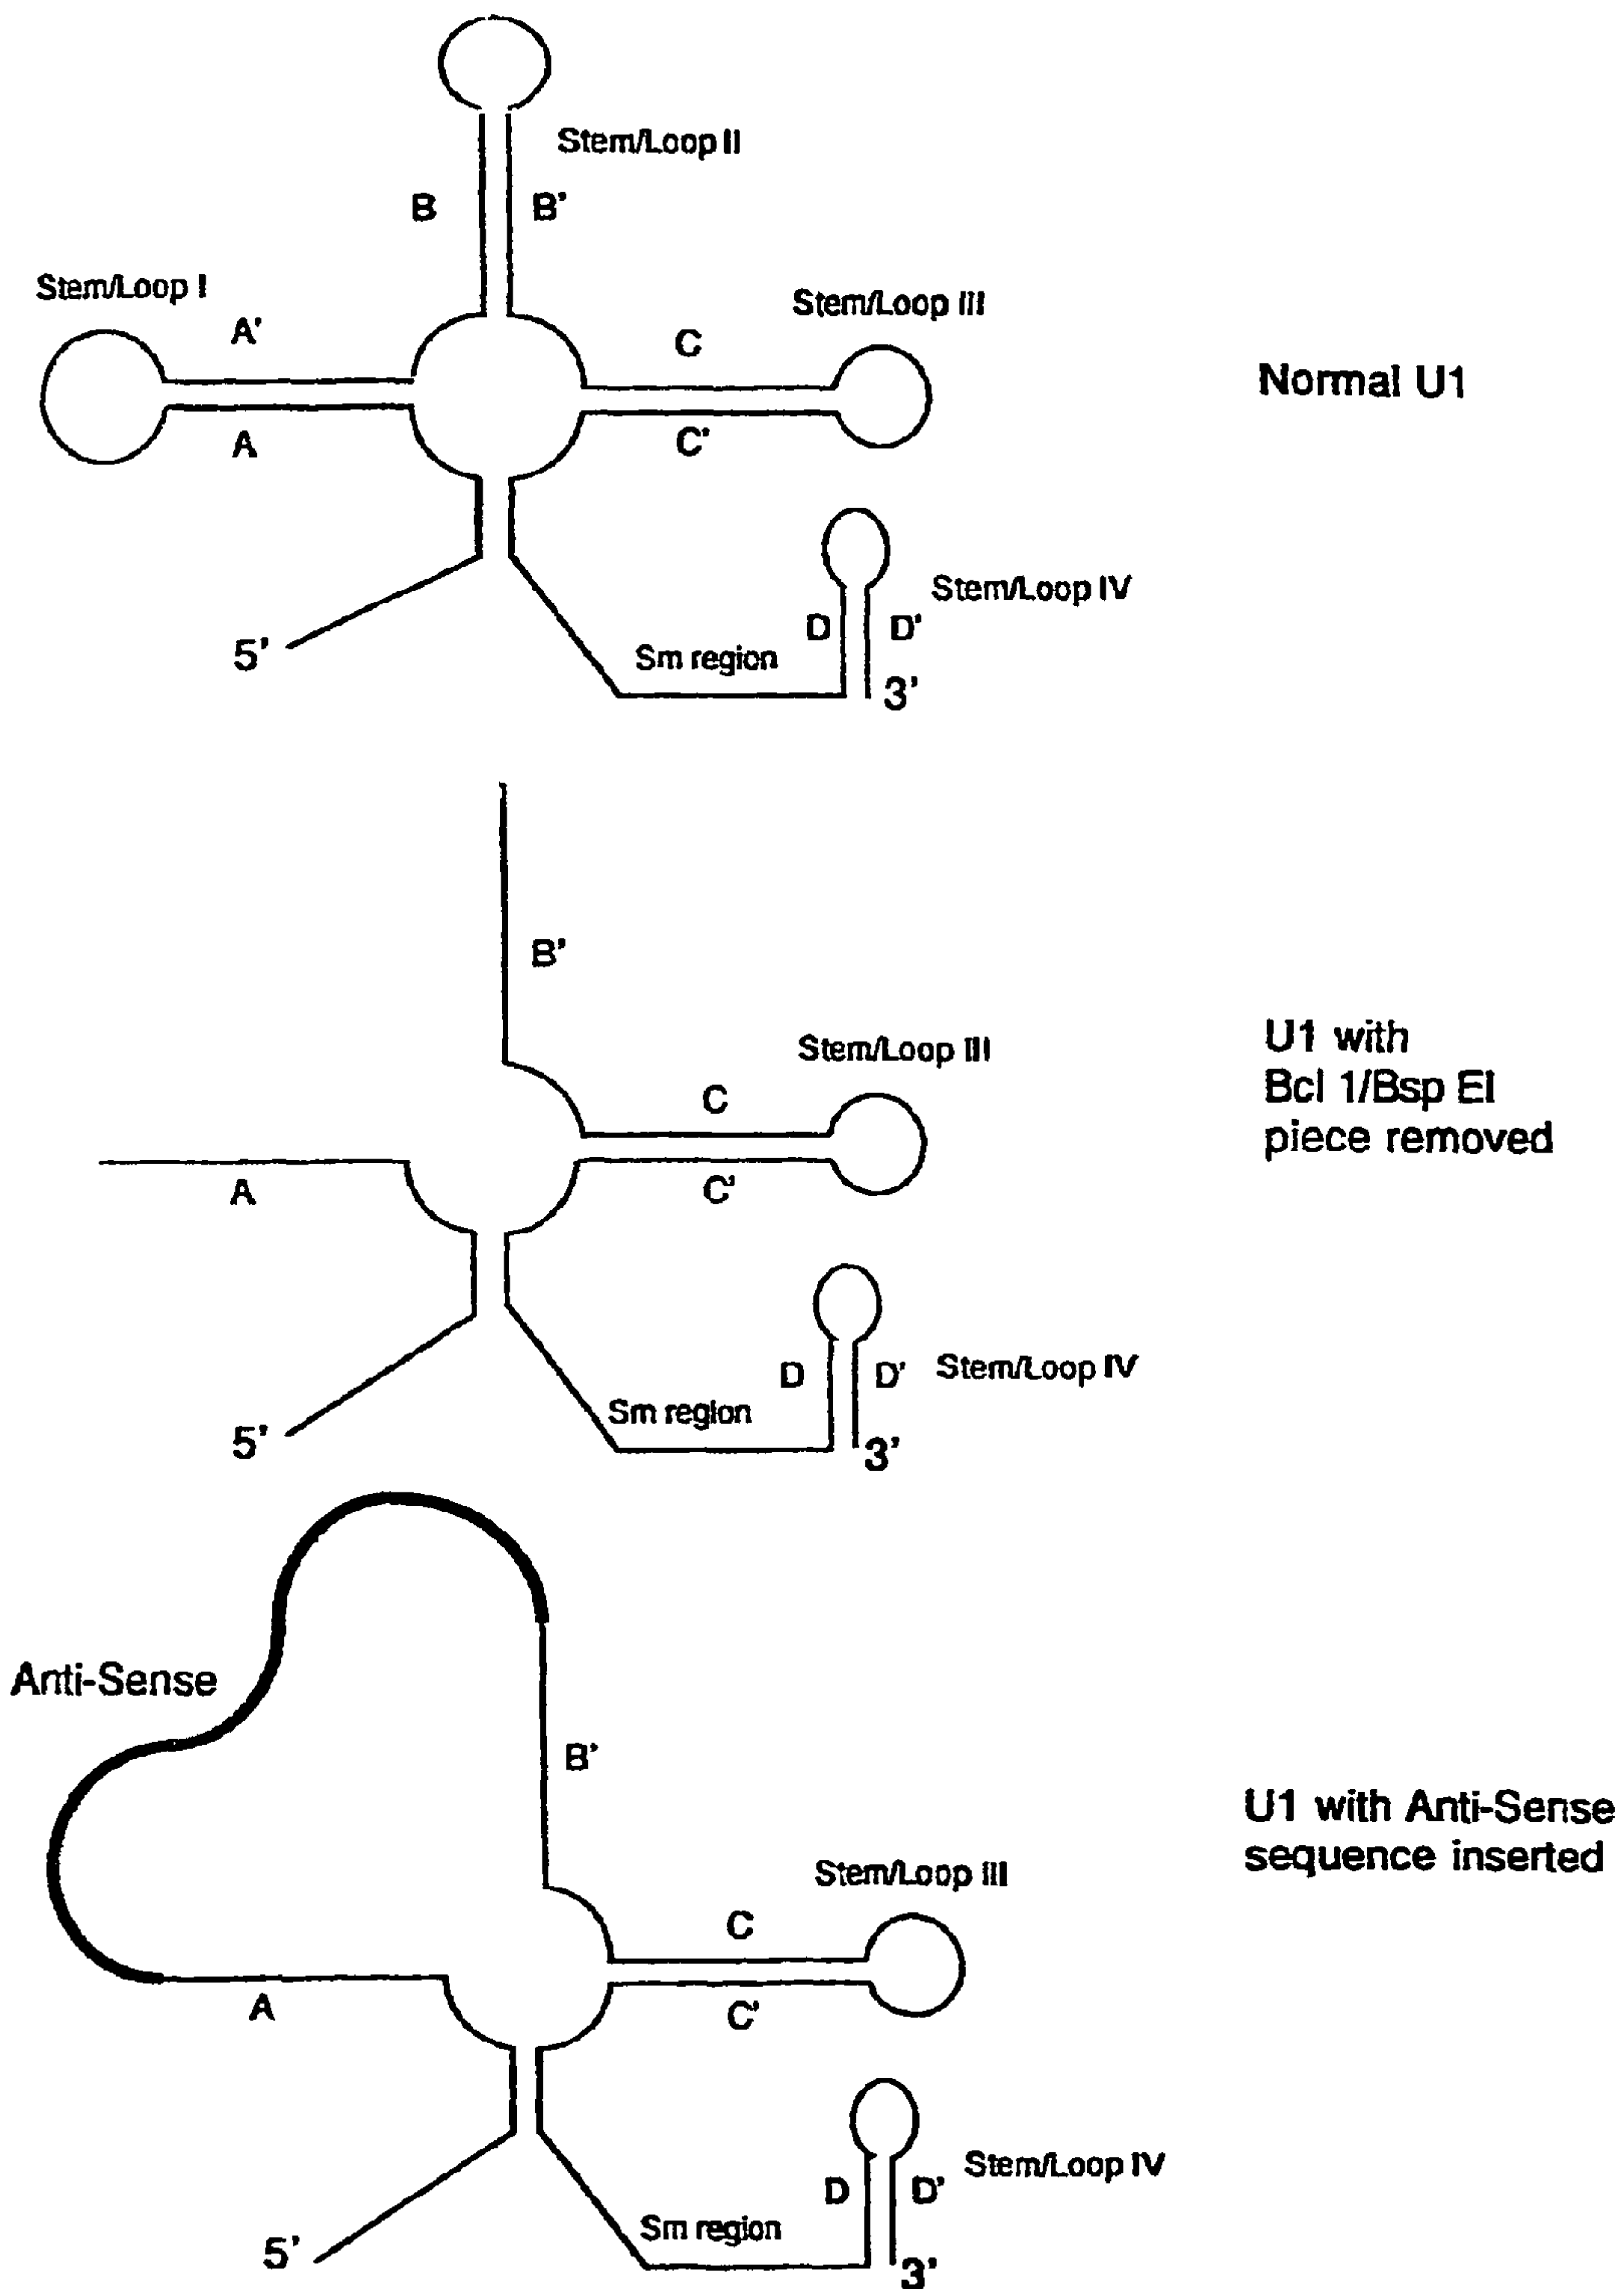 Stem/Loop II
B
B'
Stem/Loop I
A'
Stem/Loop III
C
Normal U1
A
C'
Stem/Loop IV
D
D'
5'
Sm region
3'
B'
U1 with
Bcl 1/Bsp EI
piece removed
Stem/Loop III
C
A
C'
D
D'
Stem/Loop IV
Sm region
5'
3'
Anti-Sense
B'
U1 with Anti-Sense
sequence inserted
Stem/Loop III
C
A
C'
Stem/Loop IV
D
D'
Sm region
5'
3'